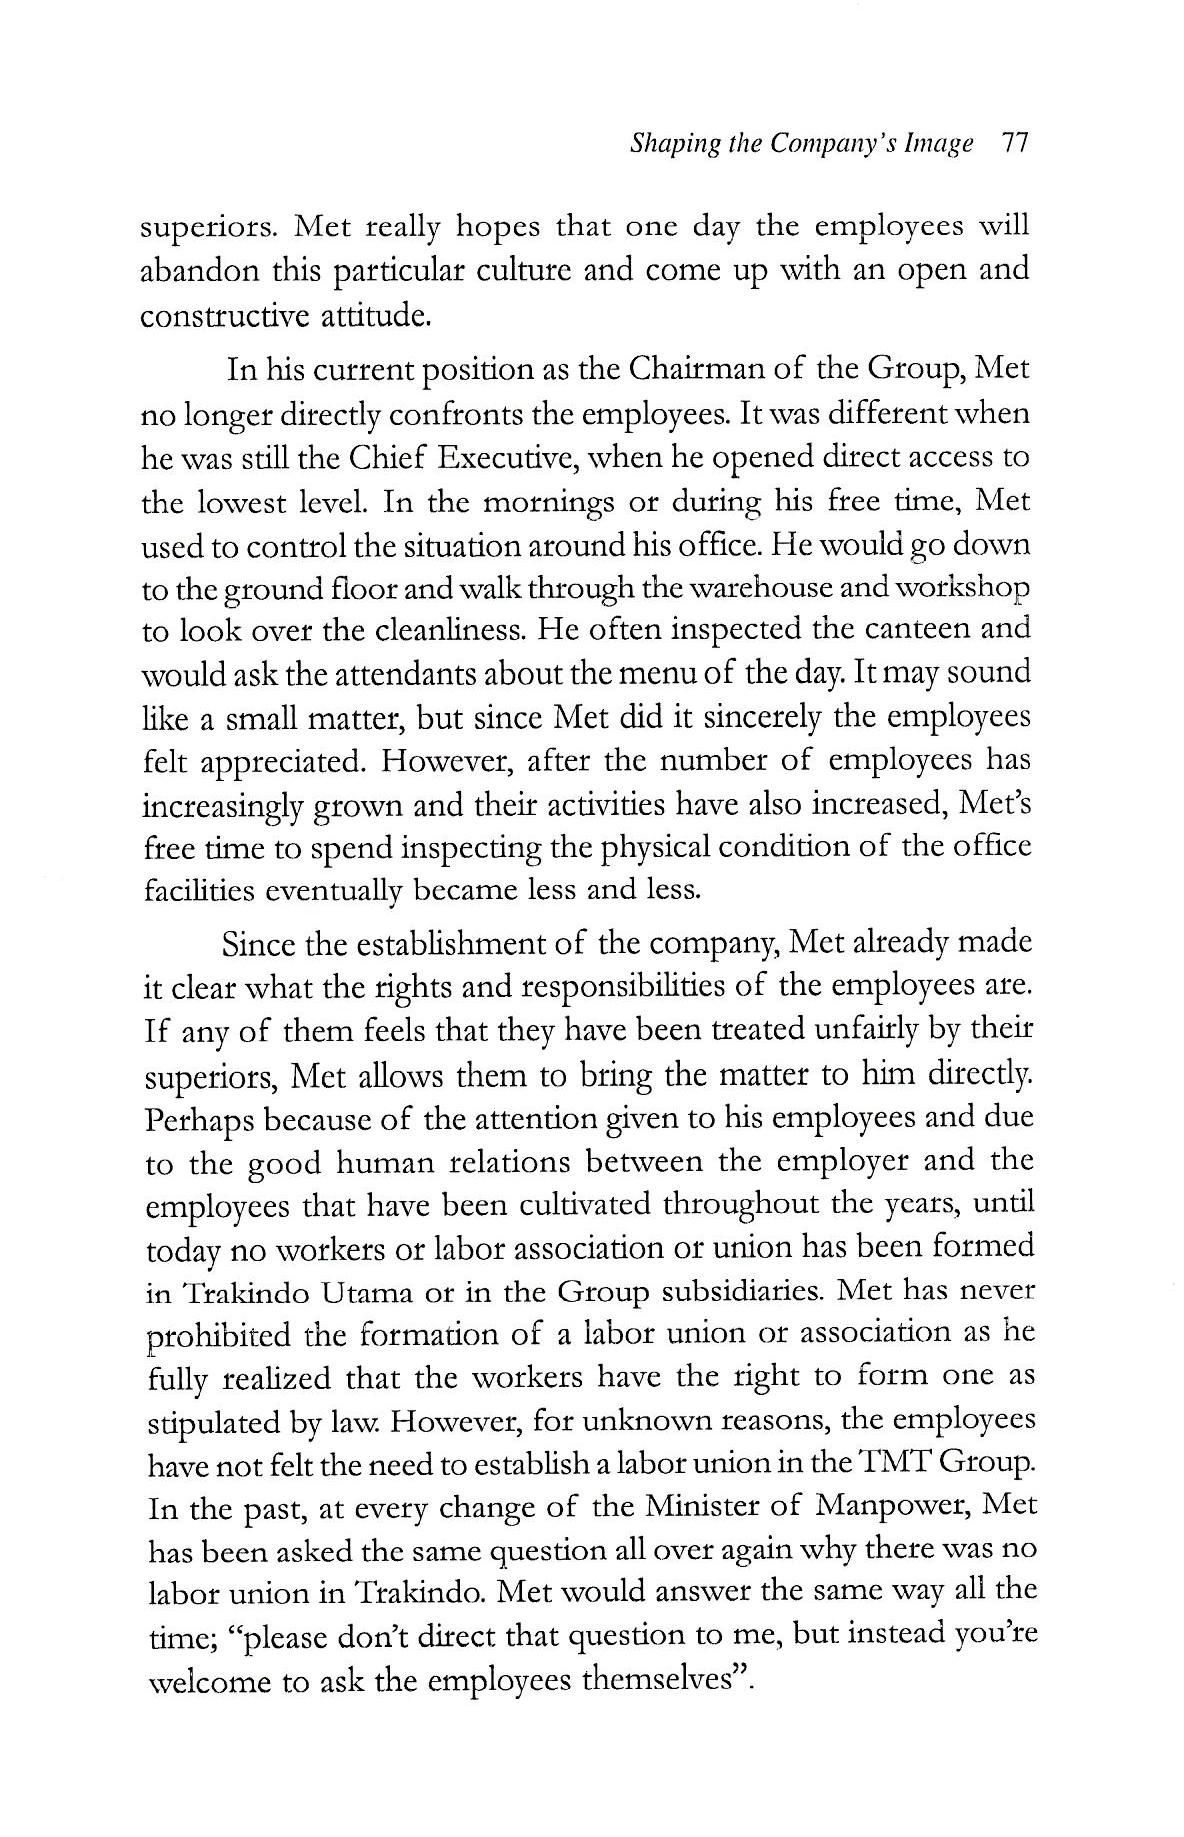 Shaping the Company's Image 77
superiors. Met really hopes that one day the employees will
abandon this particular culture and come up with an open and
constructive attitude.
In his current position as the Chairman of the Group, Met
no longer directly confronts the employees. It was different when
he was still the Chief Executive, when he opened direct access to
the lowest level. In the mornings or during his free time, Met
used to control the situation around his office. He would go down
to the ground floor and walk through the warehouse and workshop
to look over the cleanliness. He often inspected the canteen and
would ask the attendants about the menu of the day. It may sound
like a small matter, but since Met did it sincerely the employees
felt appreciated. However, after the number of employees has
increasingly grown and their activities have also increased, Met's
free time to spend inspecting the physical condition of the office
facilities eventually became less and less.
Since the establishment of the company, Met already made
it clear what the rights and responsibilities of the employees are.
If any of them feels that they have been treated unfairly by their
superiors, Met allows them to bring the matter to him directly.
Perhaps because of the attention given to his employees and due
to the good human relations between the employer and the
employees that have been cultivated throughout the years, until
today no workers or labor association or union has been formed
in Trakindo Utama or in the Group subsidiaries. Met has never
prohibited the formation of a labor union or association as he
fully realized that the workers have the right to form one as
stipulated by law. However, for unknown reasons, the employees
have not felt the need to establish a labor union in the TMT Group.
In the past, at every change of the Minister of Manpower, Met
has been asked the same question all over again why there was no
labor union in Trakindo. Met would answer the same way all the
time; “please don't direct that question to me, but instead you're
welcome to ask the employees themselves”.